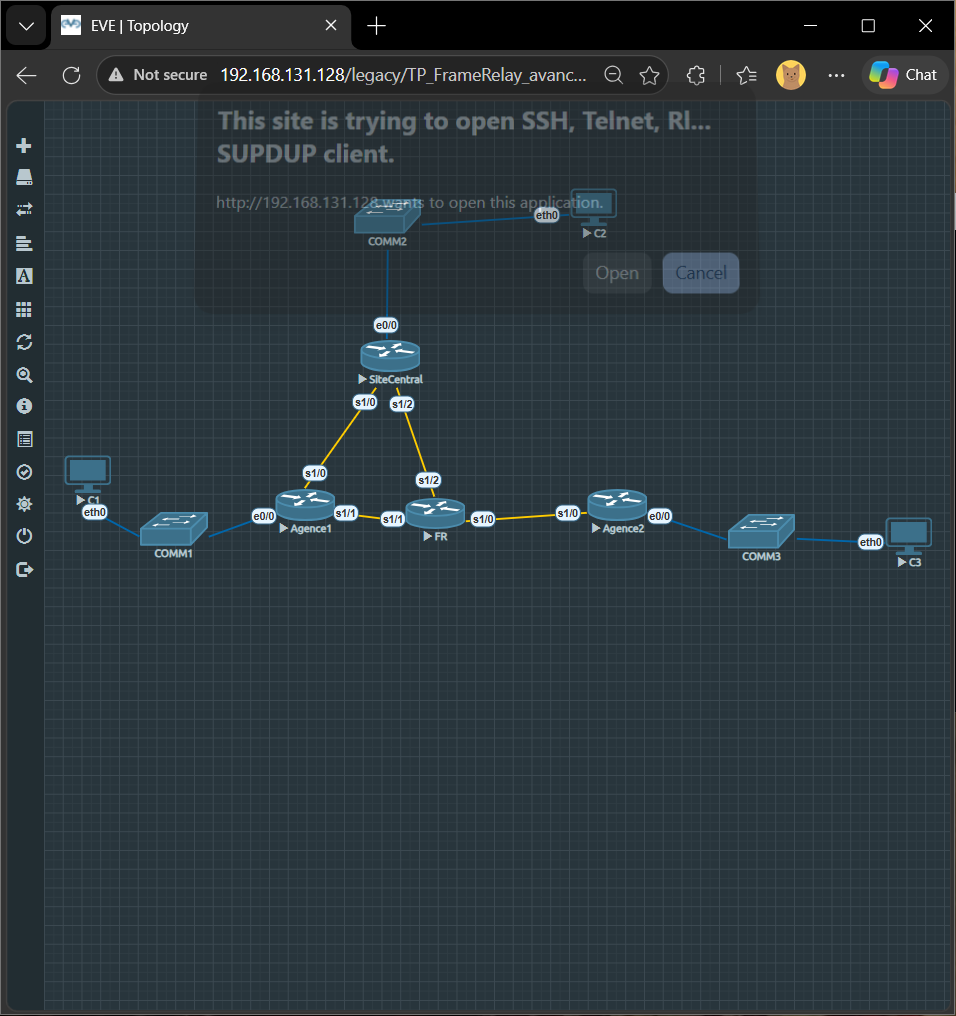 EVE | Topology
Not secure 192.168.131.128/legacy/TP_FrameRelay_avanc...
Chat
This site is trying to open SSH, Telnet, Rl...
SUPDUP client.
http://192.168.131.128 wants to open this application.
Open Cancel
eth0
COMM2
C2
e0/0
SiteCentral
s1/0 s1/2
s1/0 s1/2
C1
eth0
COMM1
e0/0
Agence1
s1/1
s1/1
FR
s1/0
s1/0
Agence2
e0/0
COMM3
eth0
C3
A